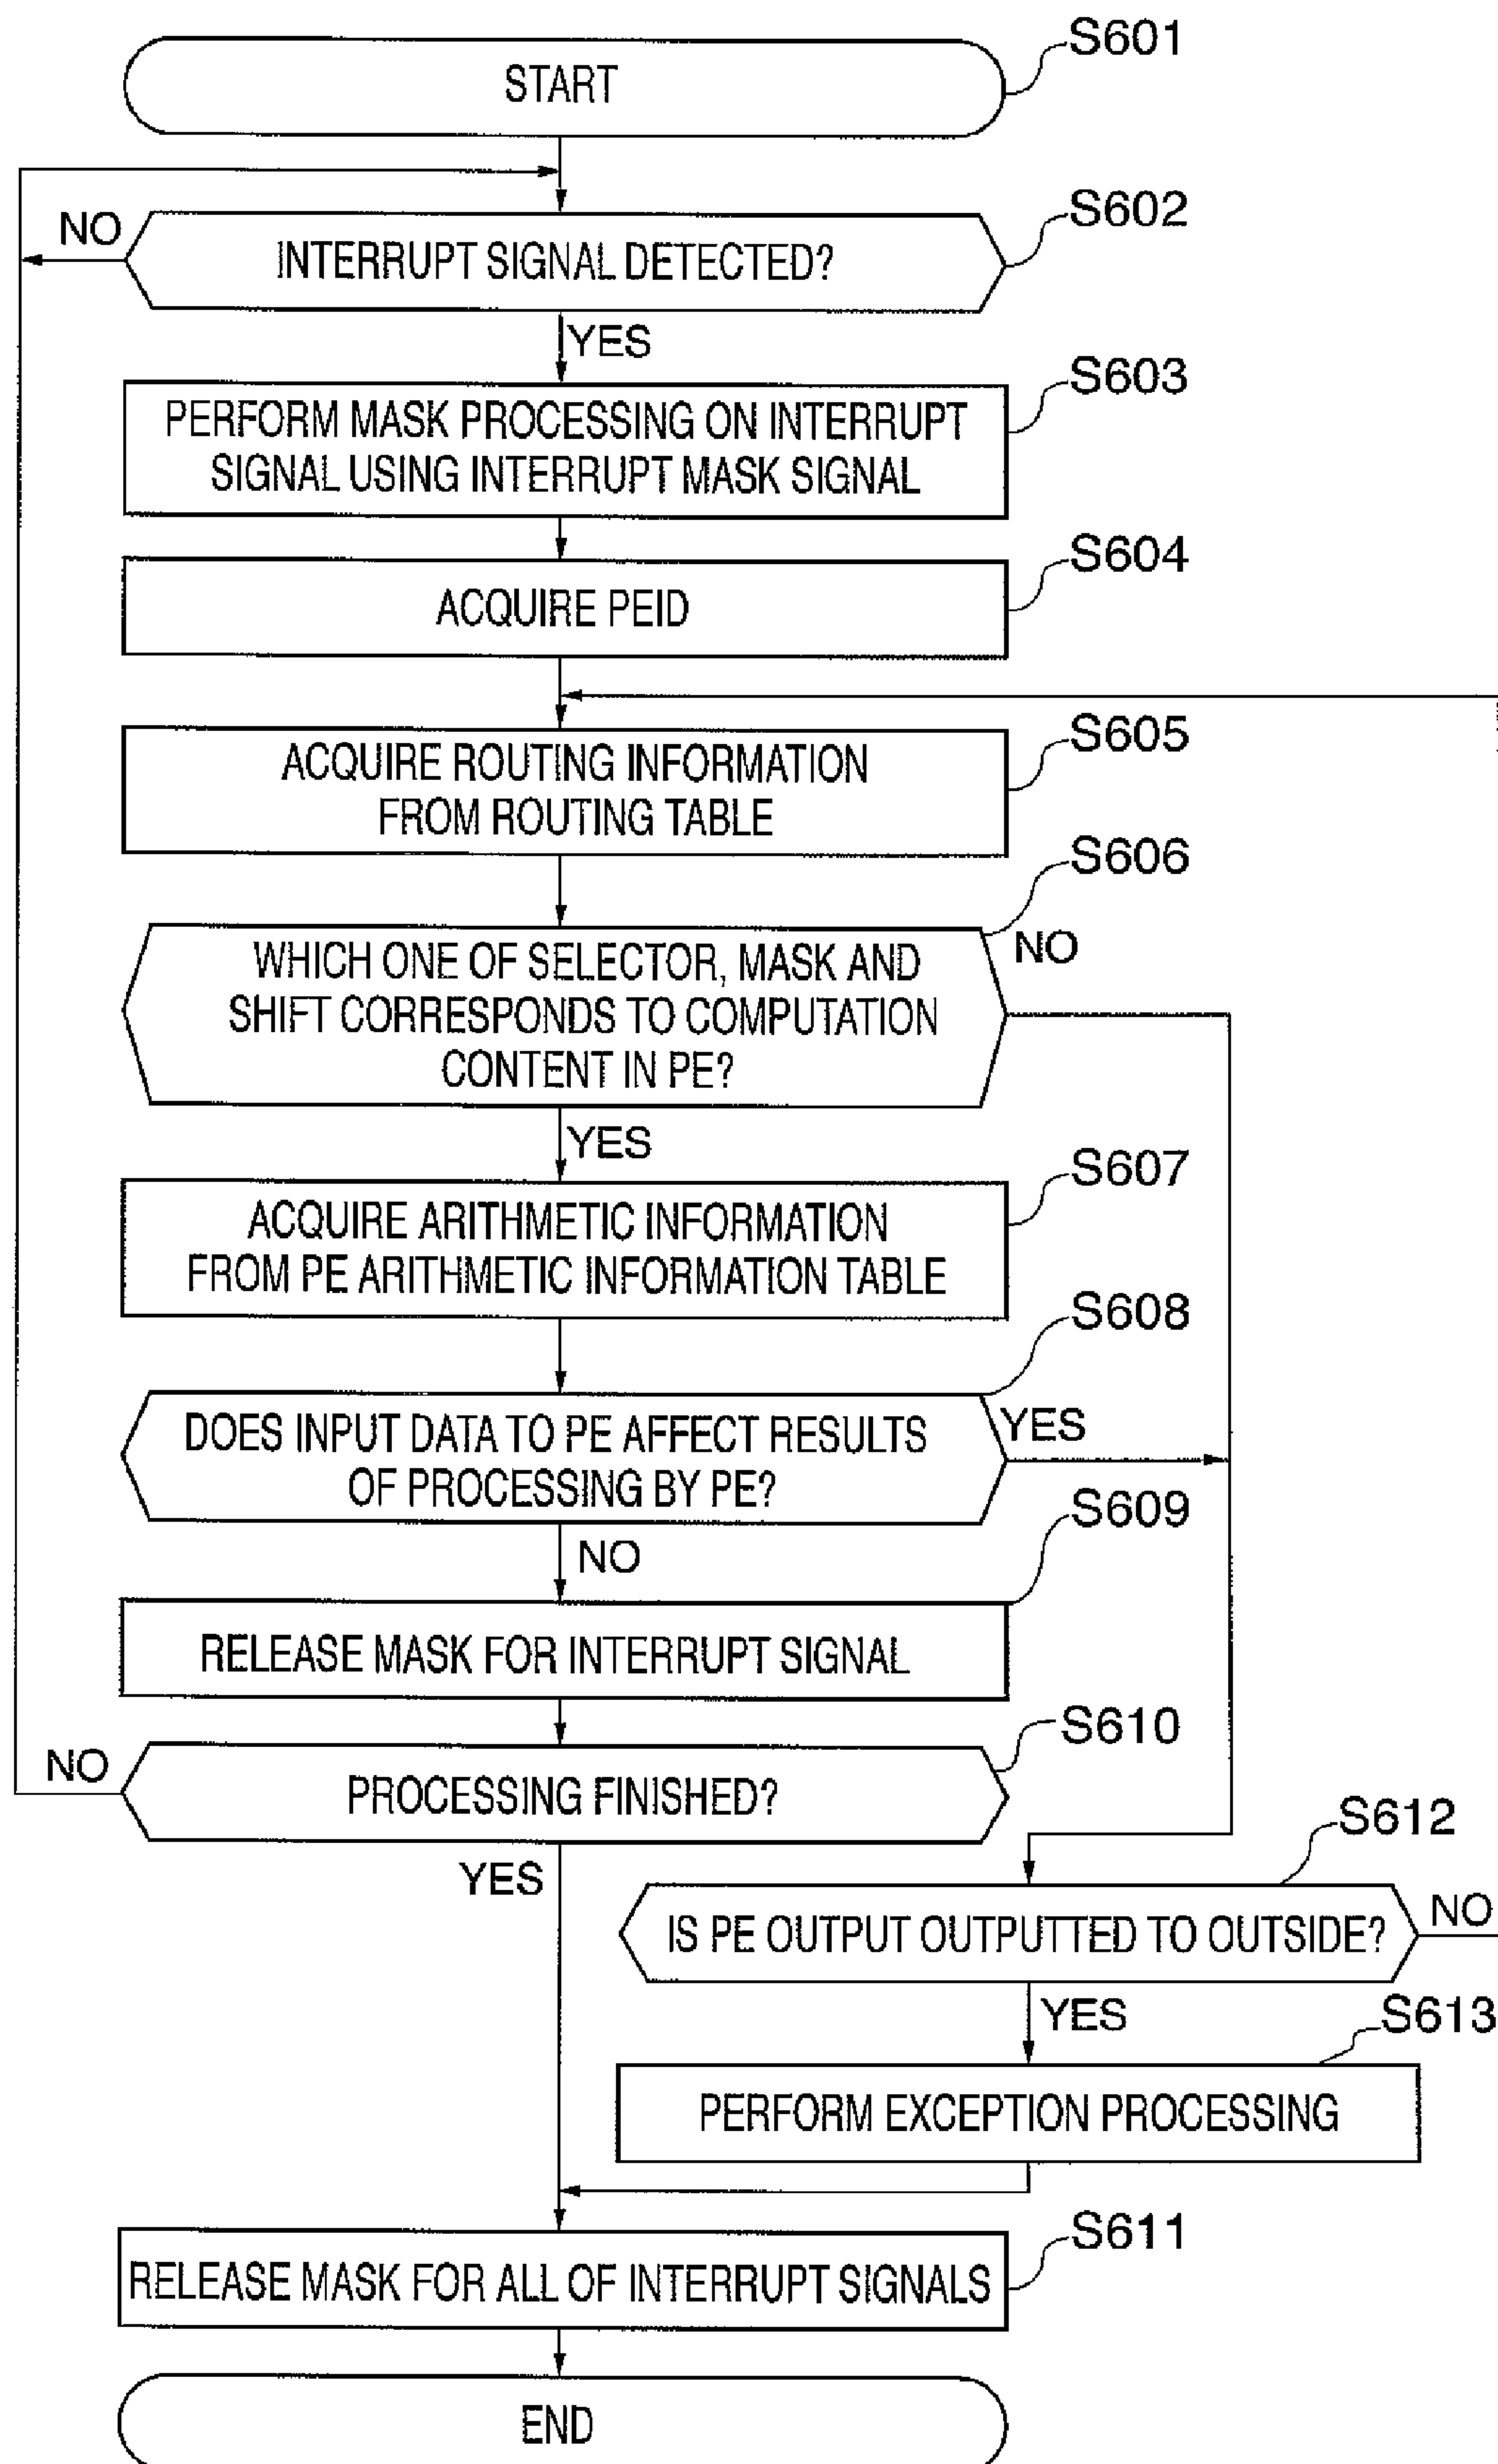 S601
START
S602
NO
INTERRUPT SIGNAL DETECTED?
YES
S603
PERFORM MASK PROCESSING ON INTERRUPT
SIGNAL USING INTERRUPT MASK SIGNAL
S604
ACQUIRE PEID
S605
ACQUIRE ROUTING INFORMATION
FROM ROUTING TABLE
S606
NO
WHICH ONE OF SELECTOR, MASK AND
SHIFT CORRESPONDS TO COMPUTATION
CONTENT IN PE?
YES
S607
ACQUIRE ARITHMETIC INFORMATION
FROM PE ARITHMETIC INFORMATION TABLE
S608
DOES INPUT DATA TO PE AFFECT RESULTS
OF PROCESSING BY PE?
YES
S609
NO
RELEASE MASK FOR INTERRUPT SIGNAL
S610
NO
PROCESSING FINISHED?
YES
S612
IS PE OUTPUT OUTPUTTED TO OUTSIDE?
NO
YES
S613
PERFORM EXCEPTION PROCESSING
S611
RELEASE MASK FOR ALL OF INTERRUPT SIGNALS
END